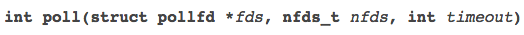 int poll(struct pollfd *fds, nfds_t nfds, int timeout)